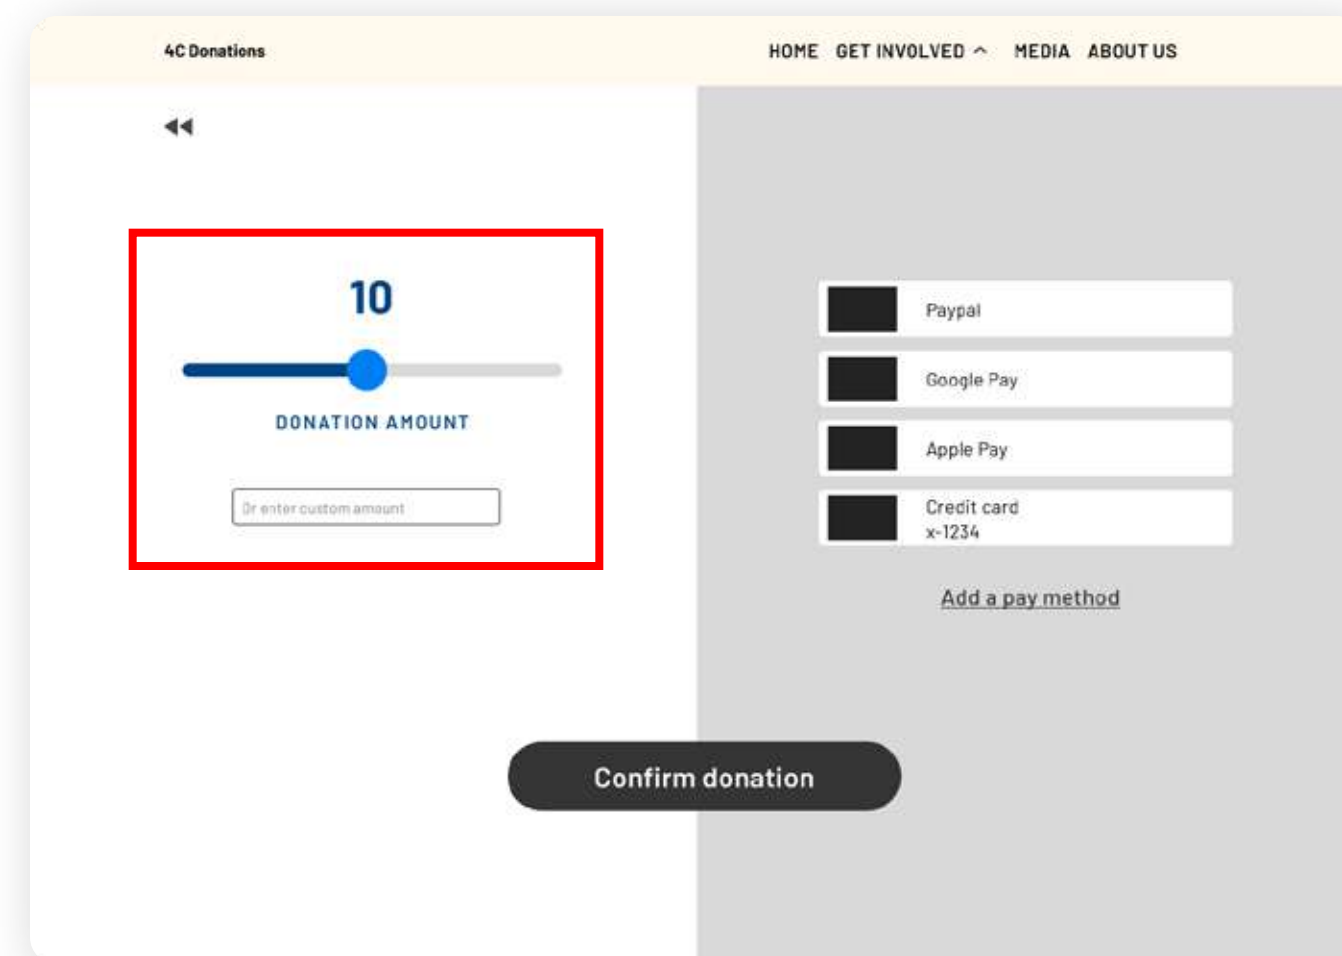 4C Donations
HOME GET INVOLVED MEDIA ABOUT US
10
DONATION AMOUNT
Or enter custom amount
Paypal
Google Pay
Apple Pay
Credit card
x-1234
Add a pay method
Confirm donation